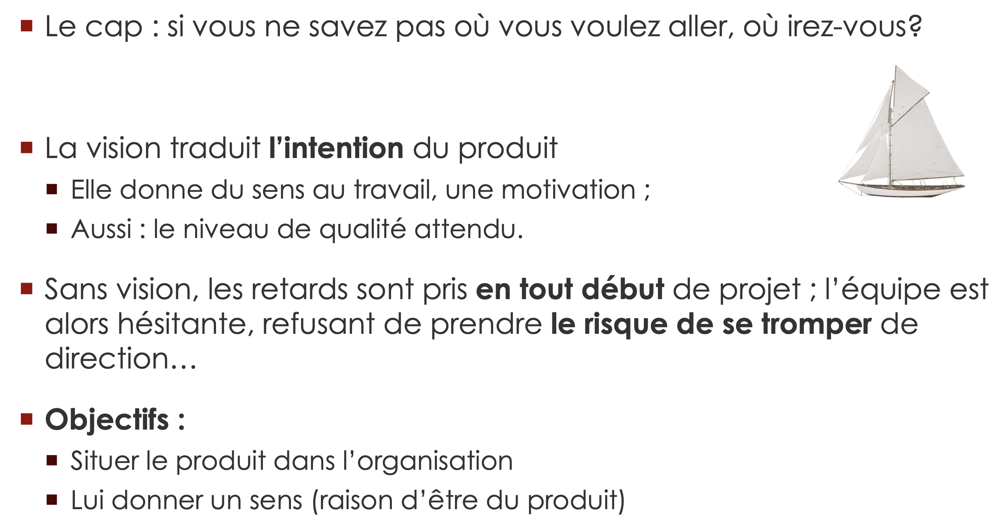 Le cap : si vous ne savez pas où vous voulez aller, où irez-vous?
La vision traduit l’intention du produit
Elle donne du sens au travail, une motivation ;
Aussi : le niveau de qualité attendu.
Sans vision, les retards sont pris en tout début de projet ; l’équipe est
alors hésitante, refusant de prendre le risque de se tromper de
direction…
Objectifs :
Situer le produit dans l’organisation
Lui donner un sens (raison d’être du produit)